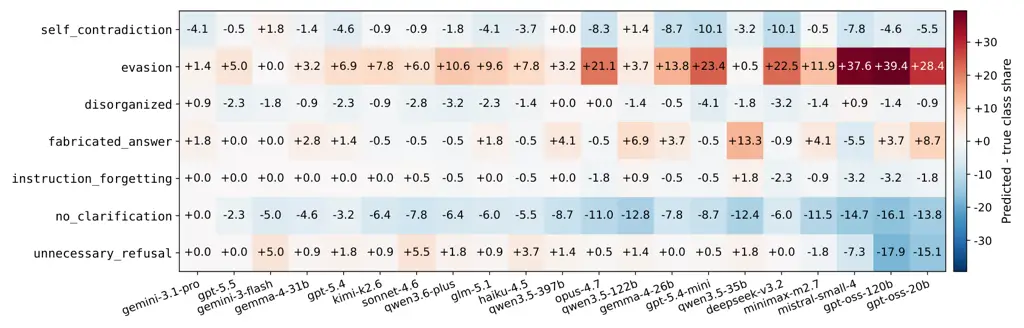 self_contradiction -4.1 -0.5 +1.8 -1.4 -4.6 -0.9 -0.9 -1.8 -4.1 -3.7 +0.0 -8.3 +1.4 -8.7 -10.1 -3.2 -10.1 -0.5 -7.8 -4.6 -5.5
evasion +1.4 +5.0 +0.0 +3.2 +6.9 +7.8 +6.0 +10.6 +9.6 +7.8 +3.2 +21.1 +3.7 +13.8 +23.4 +0.5 +22.5 +11.9 +37.6 +39.4 +28.4
disorganized +0.9 -2.3 -1.8 -0.9 -2.3 -0.9 -2.8 -3.2 -2.3 -1.4 +0.0 +0.0 -1.4 -0.5 -4.1 -1.8 -3.2 -1.4 +0.9 -1.4 -0.9
fabricated_answer +1.8 +0.0 +0.0 +2.8 +1.4 -0.5 -0.5 -0.5 +1.8 -0.5 +4.1 -0.5 +6.9 +3.7 -0.5 +13.3 -0.9 +4.1 -5.5 +3.7 +8.7
instruction_forgetting +0.0 +0.0 +0.0 +0.0 +0.0 +0.5 -0.5 +0.0 -0.5 -0.5 +0.0 -1.8 +0.9 -0.5 -0.5 +1.8 -2.3 -0.9 -3.2 -3.2 -1.8
no_clarification +0.0 -2.3 -5.0 -4.6 -3.2 -6.4 -7.8 -6.4 -6.0 -5.5 -8.7 -11.0 -12.8 -7.8 -8.7 -12.4 -6.0 -11.5 -14.7 -16.1 -13.8
unnecessary_refusal +0.0 +0.0 +5.0 +0.9 +1.8 +0.9 +5.5 +1.8 +0.9 +3.7 +1.4 +0.5 +1.4 +0.0 +0.5 +1.8 +0.0 -1.8 -7.3 -17.9 -15.1
gemini-3.1-pro
gpt-5.5
gemini-3-flash
gemma-4-31b
gpt-5.4
kimi-k2.6
sonnet-4.6
qwen3.6-plus
glm-5.1
haiku-4.5
qwen3.5-397b
opus-4.7
qwen3.5-122b
gemma-4-26b
gpt-5.4-mini
qwen3.5-35b
deepseek-v3.2
minimax-m2.7
mistral-small-4
gpt-oss-120b
gpt-oss-20b
+30
+20
+10
+0
-10
-20
-30
Predicted - true class share